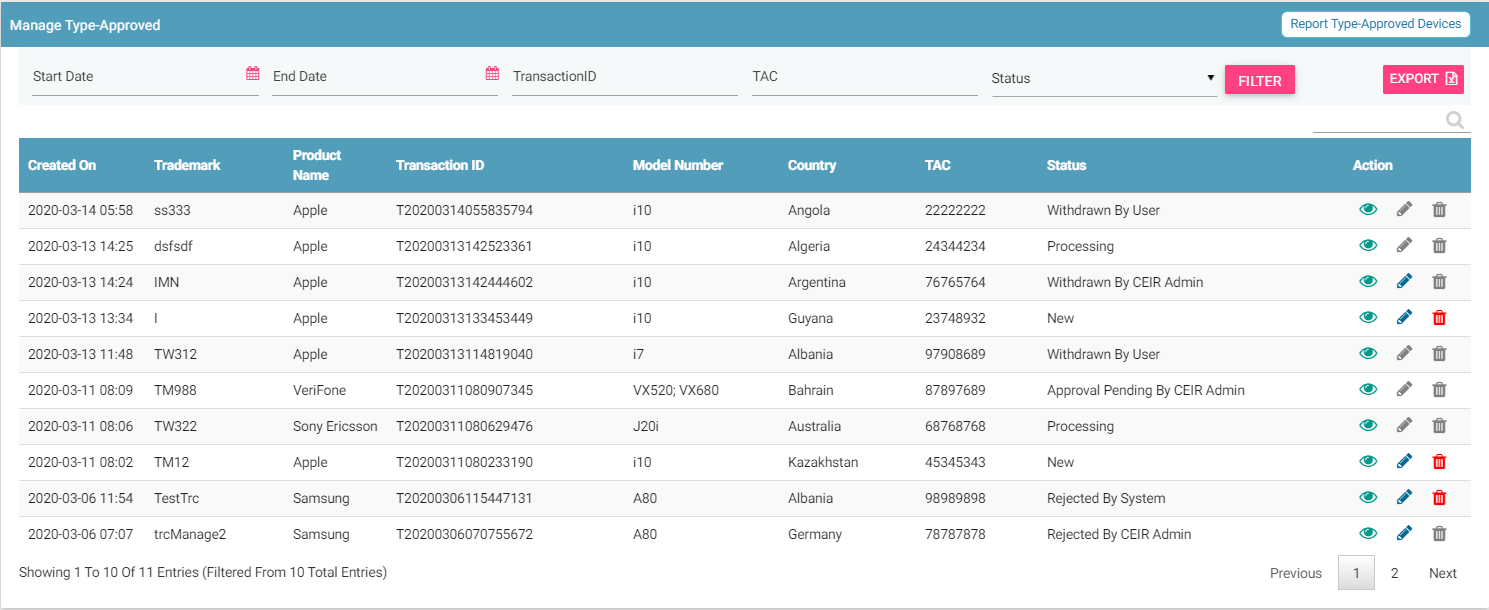 Manage Type-Approved Report Type-Approved Devices
Start Date End Date TransactionID TAC Status FILTER EXPORT
Created On Trademark Product Name Transaction ID Model Number Country TAC Status Action
2020-03-14 05:58 ss333 Apple T20200314055835794 i10 Angola 22222222 Withdrawn By User
2020-03-13 14:25 dsfsdf Apple T20200313142523361 i10 Algeria 24344234 Processing
2020-03-13 14:24 IMN Apple T20200313142444602 i10 Argentina 76765764 Withdrawn By CEIR Admin
2020-03-13 13:34 I Apple T20200313133453449 i10 Guyana 23748932 New
2020-03-13 11:48 TW312 Apple T20200313114819040 i7 Albania 97908689 Withdrawn By User
2020-03-11 08:09 TM988 VeriFone T20200311080907345 VX520; VX680 Bahrain 87897689 Approval Pending By CEIR Admin
2020-03-11 08:06 TW322 Sony Ericsson T20200311080629476 J20i Australia 68768768 Processing
2020-03-11 08:02 TM12 Apple T20200311080233190 i10 Kazakhstan 45345343 New
2020-03-06 11:54 TestTrc Samsung T20200306115447131 A80 Albania 98989898 Rejected By System
2020-03-06 07:07 trcManage2 Samsung T20200306070755672 A80 Germany 78787878 Rejected By CEIR Admin
Showing 1 To 10 Of 11 Entries (Filtered From 10 Total Entries) Previous 1 2 Next